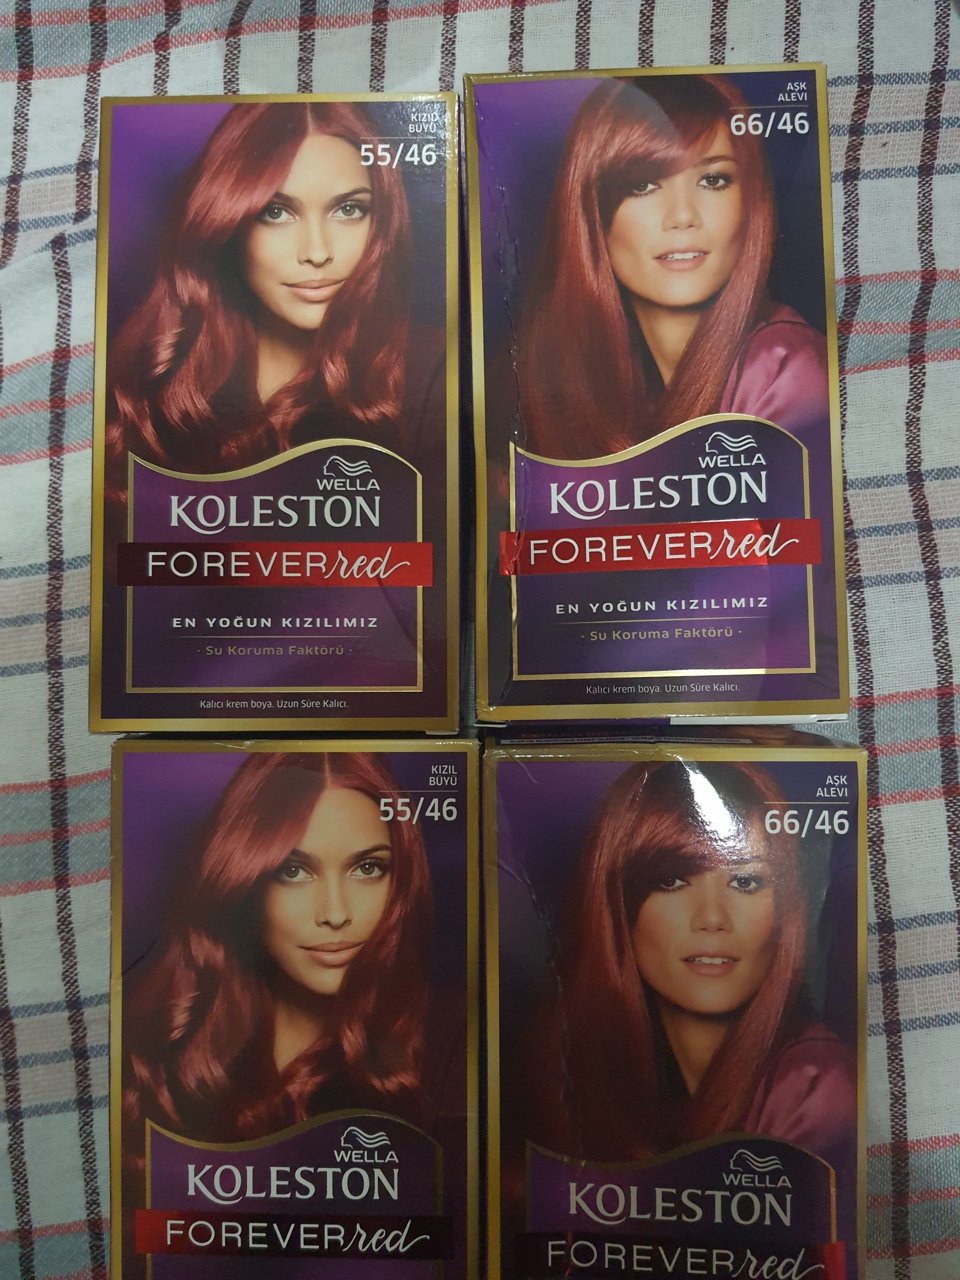 KIZIL
BÜYÜ
55/46
WELLA
KOLESTON
FOREVERred
EN YOĞUN KIZILIMIZ
· Su Koruma Faktörü ·
Kalıcı krem boya. Uzun Süre Kalıcı.
AŞK
ALEVI
66/46
WELLA
KOLESTON
FOREVERred
EN YOĞUN KIZILIMIZ
· Su Koruma Faktörü ·
Kalıcı krem boya. Uzun Süre Kalıcı.
KIZIL
BÜYÜ
55/46
WELLA
KOLESTON
FOREVERred
AŞK
ALEVI
66/46
WELLA
KOLESTON
FOREVERred